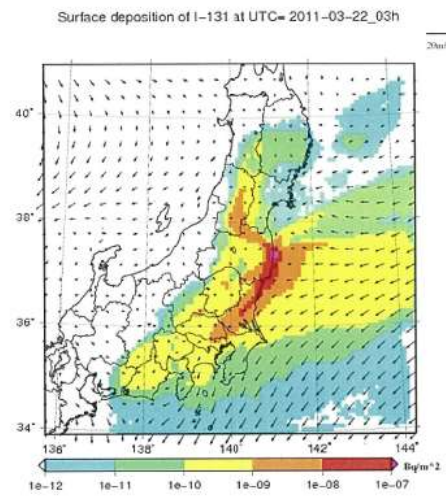 Surface deposition of I-131 at UTC= 2011-03-22_03h
20m/
40°
38°
36°
34°
136° 138° 140° 142° 144°
Bq/m^2
1e-12 1e-11 1e-10 1e-09 1e-08 1e-07